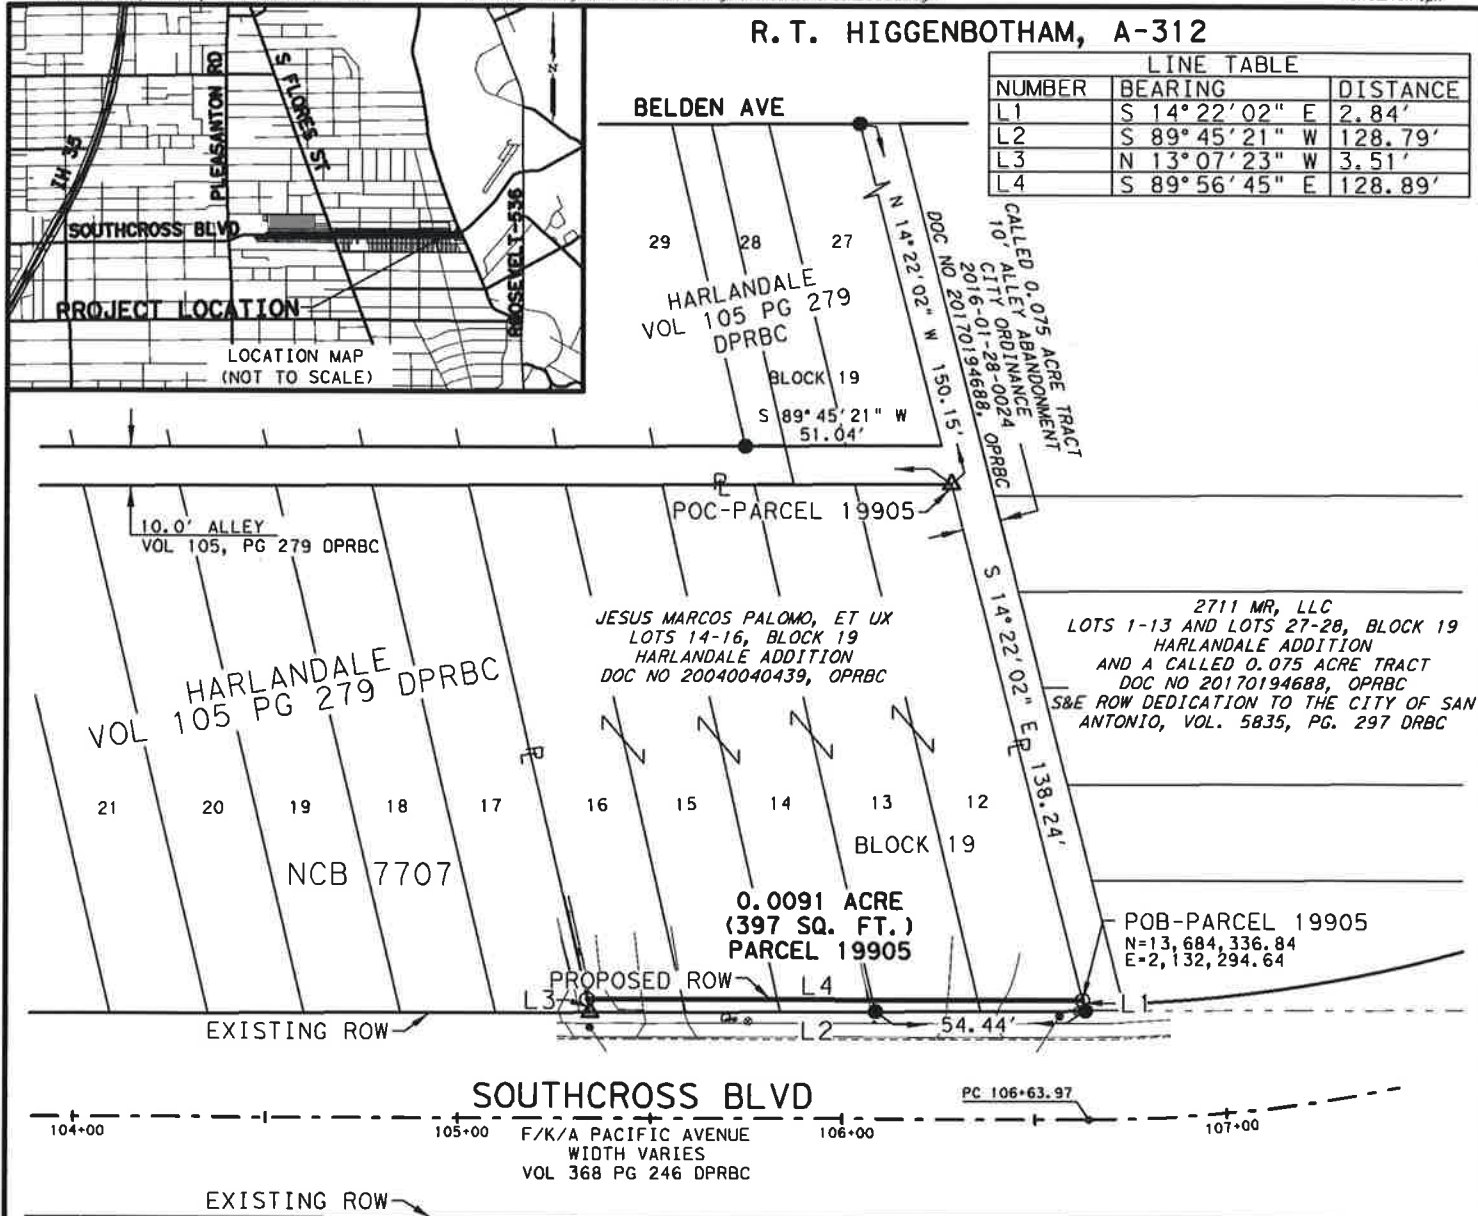 R.T. HIGGENBOTHAM, A-312
LINE TABLE
NUMBER BEARING DISTANCE
L1 S 14°22'02" E 2.84'
L2 S 89°45'21" W 128.79'
L3 N 13°07'23" W 3.51'
L4 S 89°56'45" E 128.89'
IH 35
PLEASANTON RD
S FLORES ST
N
SOUTHCROSS BLVD
ROOSEVELT-536
PROJECT LOCATION
LOCATION MAP
(NOT TO SCALE)
BELDEN AVE
29 28 27
HARLANDALE
VOL 105 PG 279
DPRBC
BLOCK 19
S 89°45'21" W
51.04'
N 14°22'02" W 150.15'
CALLED 0.075 ACRE TRACT
10' ALLEY ABANDONMENT
CITY ORDINANCE
2016-01-28-0024
DOC NO 20170194688, OPRBC
PL
POC-PARCEL 19905
10.0' ALLEY
VOL 105, PG 279 DPRBC
JESUS MARCOS PALOMO, ET UX
LOTS 14-16, BLOCK 19
HARLANDALE ADDITION
DOC NO 20040040439, OPRBC
S 14°22'02" E 138.24'
PL
2711 MR, LLC
LOTS 1-13 AND LOTS 27-28, BLOCK 19
HARLANDALE ADDITION
AND A CALLED 0.075 ACRE TRACT
DOC NO 20170194688, OPRBC
S&E ROW DEDICATION TO THE CITY OF SAN
ANTONIO, VOL. 5835, PG. 297 DRBC
HARLANDALE
VOL 105 PG 279 DPRBC
PL
21 20 19 18 17 16 15 14 13 12
BLOCK 19
NCB 7707
0.0091 ACRE
(397 SQ. FT.)
PARCEL 19905
POB-PARCEL 19905
N=13,684,336.84
E=2,132,294.64
PROPOSED ROW
L4
L3
L1
EXISTING ROW
L2
54.44'
SOUTHCROSS BLVD
PC 106+63.97
104+00
105+00
106+00
107+00
F/K/A PACIFIC AVENUE
WIDTH VARIES
VOL 368 PG 246 DPRBC
EXISTING ROW